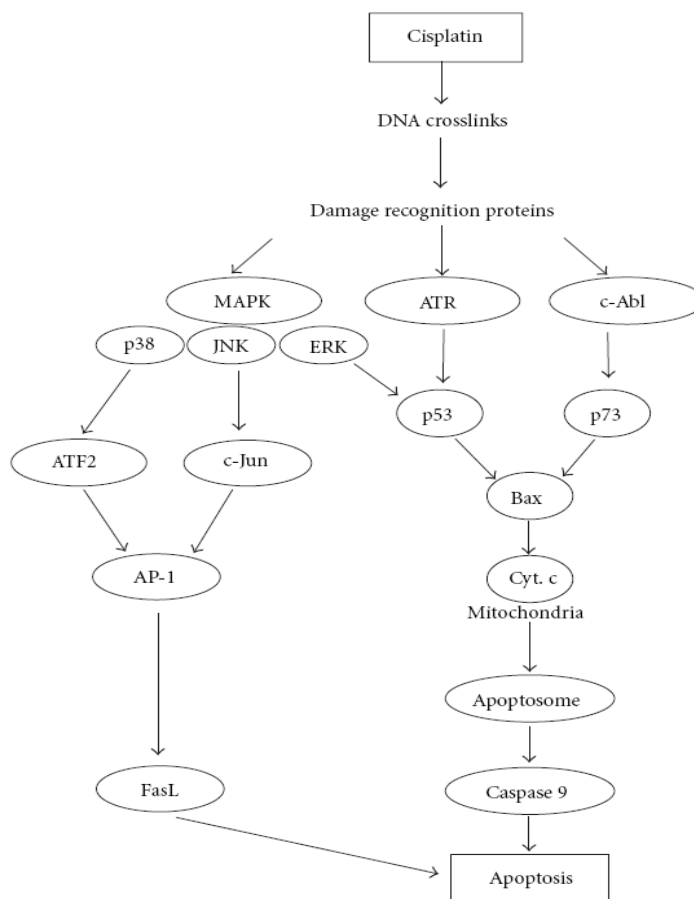 Cisplatin
DNA crosslinks
Damage recognition proteins
MAPK
ATR
c-Abl
p38
JNK
ERK
p53
p73
ATF2
c-Jun
Bax
AP-1
Cyt. c
Mitochondria
Apoptosome
FasL
Caspase 9
Apoptosis